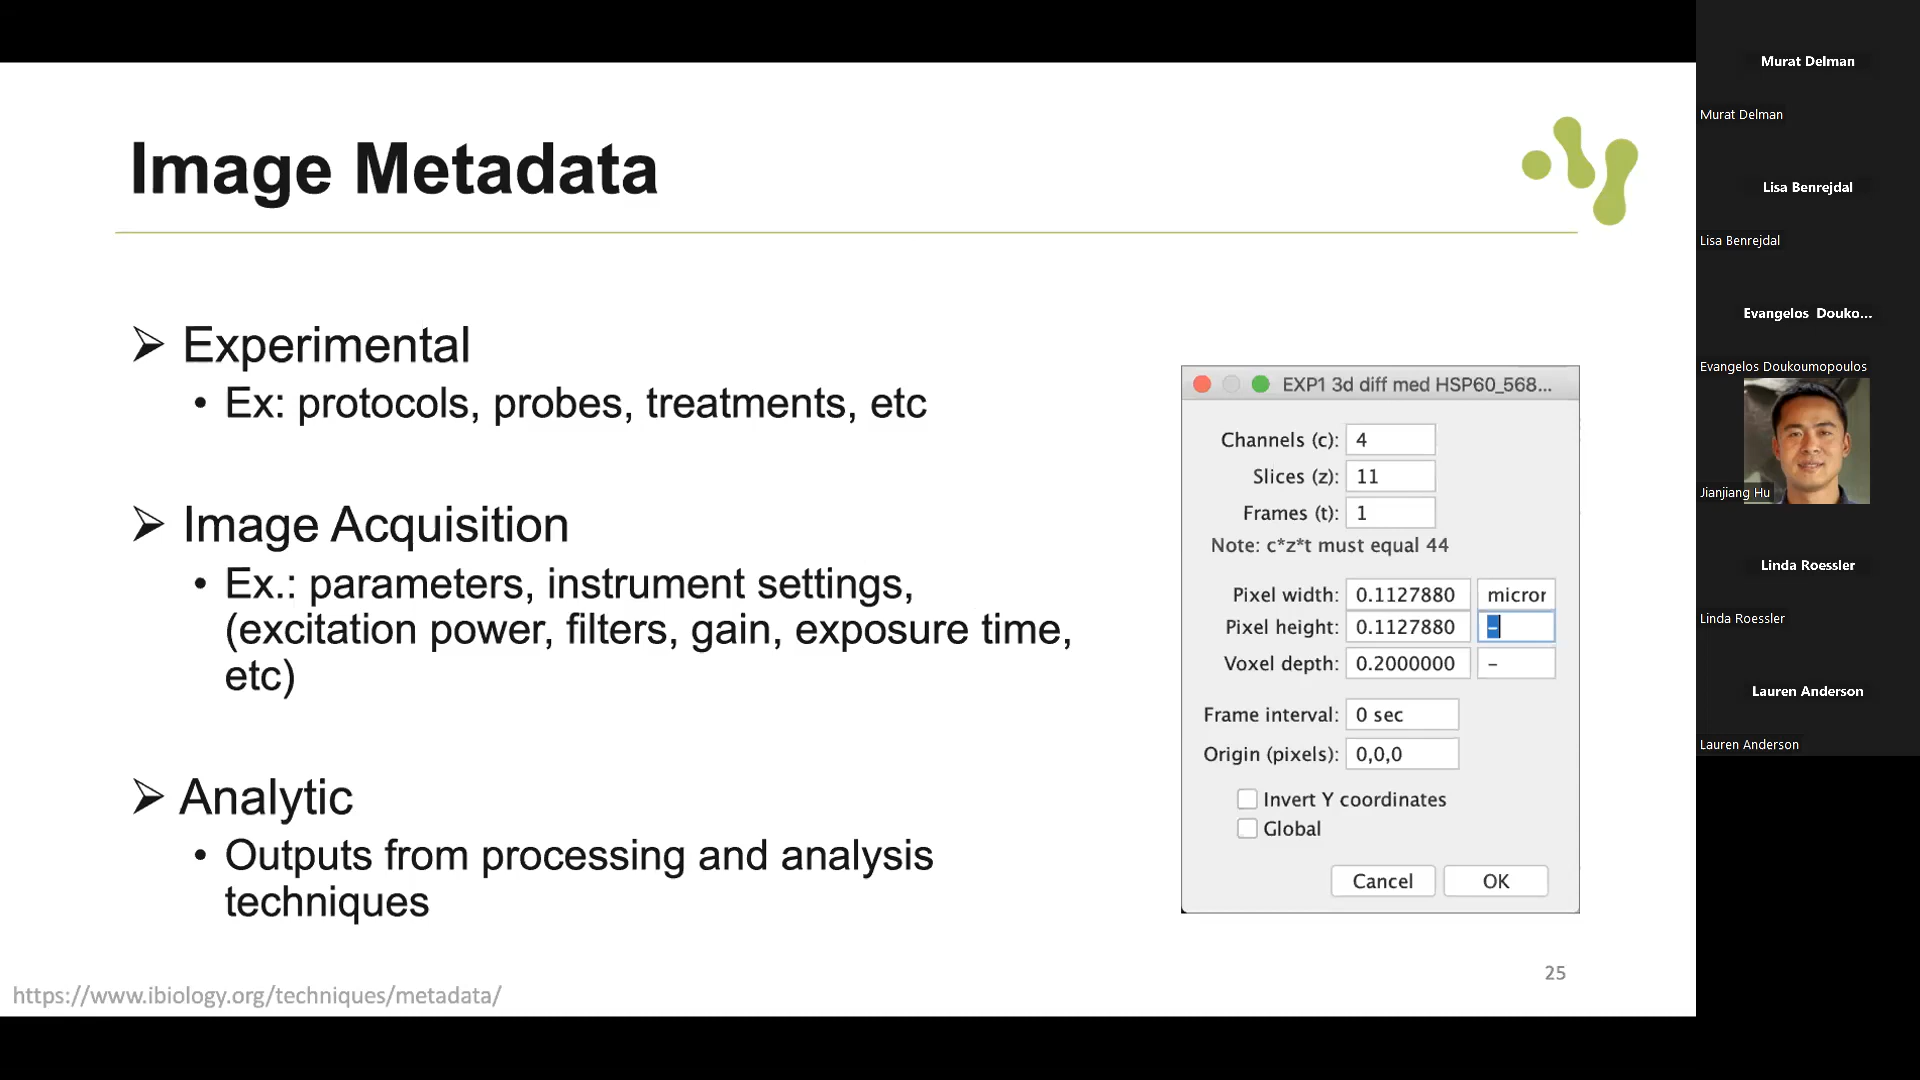 Image Metadata
➢ Experimental
• Ex: protocols, probes, treatments, etc
➢ Image Acquisition
• Ex.: parameters, instrument settings,
(excitation power, filters, gain, exposure time,
etc)
➢ Analytic
• Outputs from processing and analysis
techniques
https://www.ibiology.org/techniques/metadata/
EXP1 3d diff med HSP60_568...
Channels (c): 4
Slices (z): 11
Frames (t): 1
Note: c*z*t must equal 44
Pixel width: 0.1127880 micror
Pixel height: 0.1127880 -
Voxel depth: 0.2000000 -
Frame interval: 0 sec
Origin (pixels): 0,0,0
Invert Y coordinates
Global
Cancel OK
25
Murat Delman
Murat Delman
Lisa Benrejdal
Lisa Benrejdal
Evangelos Douko...
Evangelos Doukoumopoulos
Jianjiang Hu
Linda Roessler
Linda Roessler
Lauren Anderson
Lauren Anderson